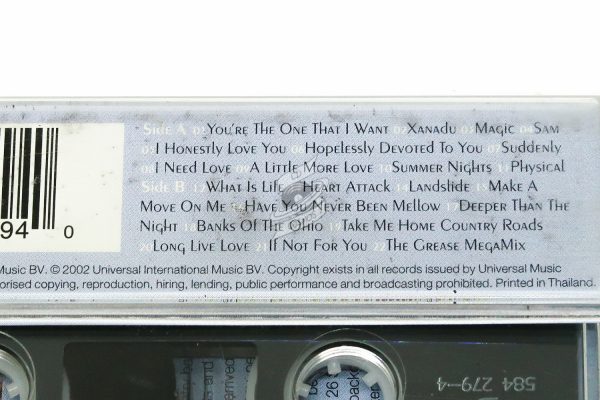 Side A 01 You're The One That I Want 02 Xanadu 03 Magic 04 Sam
05 I Honestly Love You 06 Hopelessly Devoted To You 07 Suddenly
08 I Need Love 09 A Little More Love 10 Summer Nights 11 Physical
Side B 12 What Is Life 13 Heart Attack 14 Landslide 15 Make A
Move On Me 16 Have You Never Been Mellow 17 Deeper Than The
Night 18 Banks Of The Ohio 19 Take Me Home Country Roads
20 Long Live Love 21 If Not For You 22 The Grease MegaMix
94 0
Music BV. ℗ © 2002 Universal International Music BV. Copyright exists in all records issued by Universal Music
orised copying, reproduction, hiring, lending, public performance and broadcasting prohibited. Printed in Thailand.
584 279-4